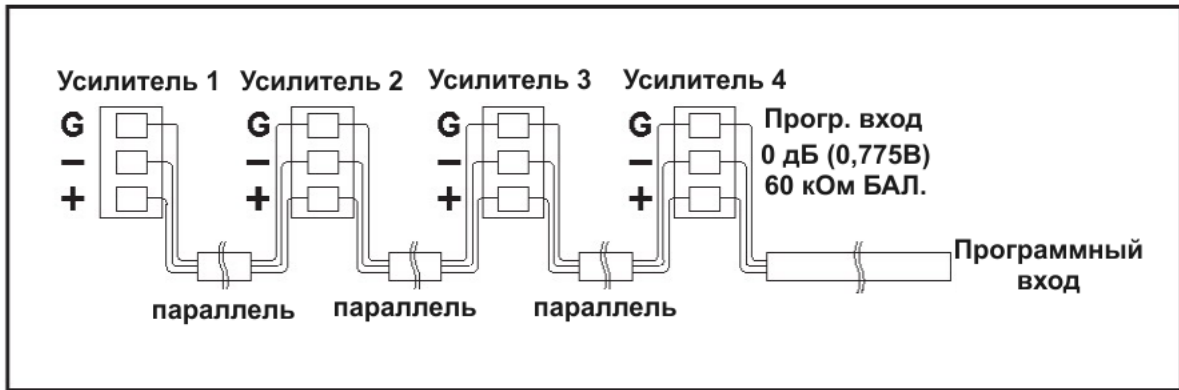 Усилитель 1 Усилитель 2 Усилитель 3 Усилитель 4
G G G G Прогр. вход
− − − − 0 дБ (0,775В)
+ + + + 60 кОм БАЛ.
Программный
вход
параллель параллель параллель